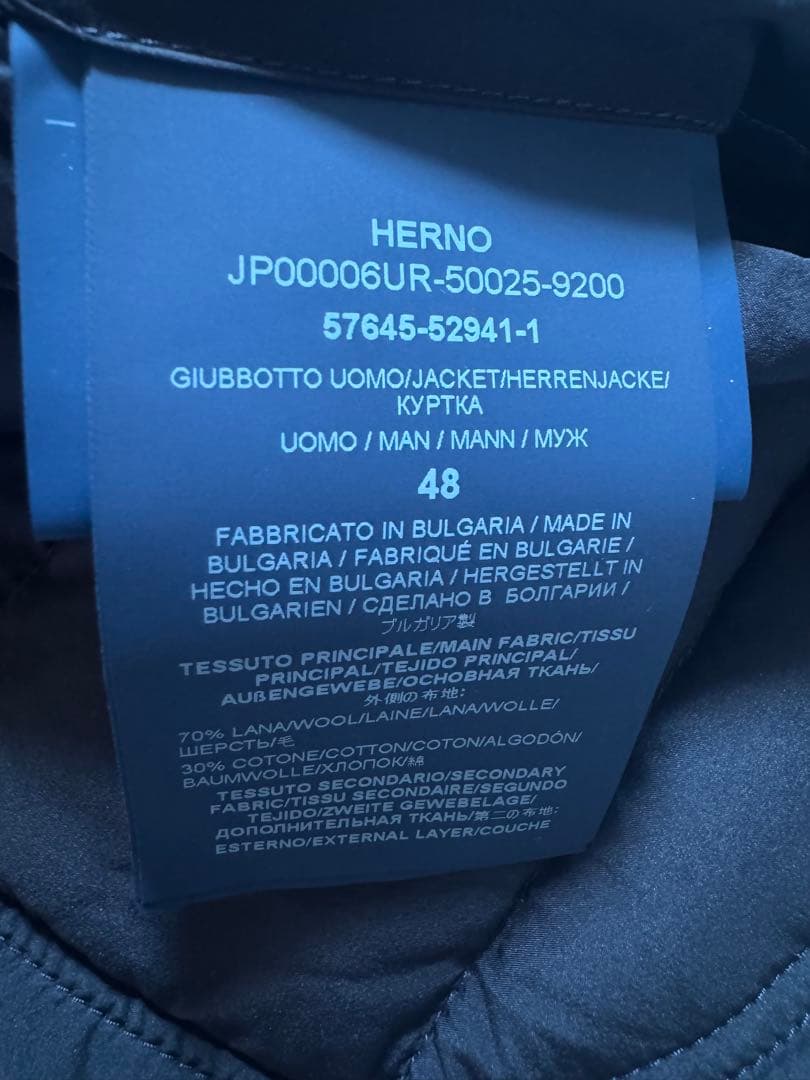 HERNO
JP00006UR-50025-9200
57645-52941-1
GIUBBOTTO UOMO/JACKET/HERRENJACKE/
КУРТКА
UOMO / MAN / MANN / МУЖ
48
FABBRICATO IN BULGARIA / MADE IN
BULGARIA / FABRIQUÉ EN BULGARIE /
HECHO EN BULGARIA / HERGESTELLT IN
BULGARIEN / СДЕЛАНО В БОЛГАРИИ /
ブルガリア製
TESSUTO PRINCIPALE/MAIN FABRIC/TISSU
PRINCIPAL/TEJIDO PRINCIPAL/
AUßENGEWEBE/ОСНОВНАЯ ТКАНЬ/
外側の布地:
70% LANA/WOOL/LAINE/LANA/WOLLE/
ШЕРСТЬ/毛
30% COTONE/COTTON/COTON/ALGODÓN/
BAUMWOLLE/ХЛОПОК/綿
TESSUTO SECONDARIO/SECONDARY
FABRIC/TISSU SECONDAIRE/SEGUNDO
TEJIDO/ZWEITE GEWEBELAGE/
ДОПОЛНИТЕЛЬНАЯ ТКАНЬ/第二の布地:
ESTERNO/EXTERNAL LAYER/COUCHE